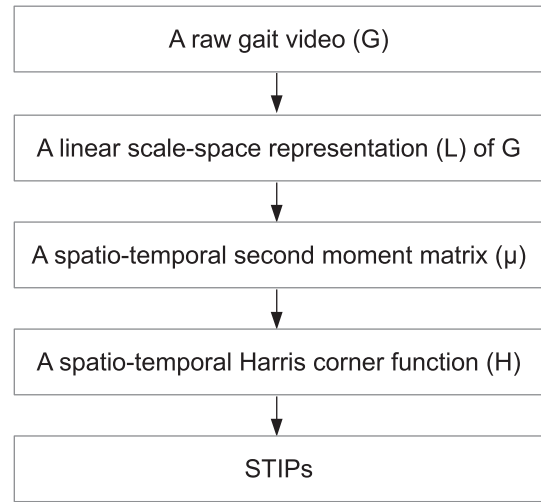 A raw gait video (G)
A linear scale-space representation (L) of G
A spatio-temporal second moment matrix (μ)
A spatio-temporal Harris corner function (H)
STIPs